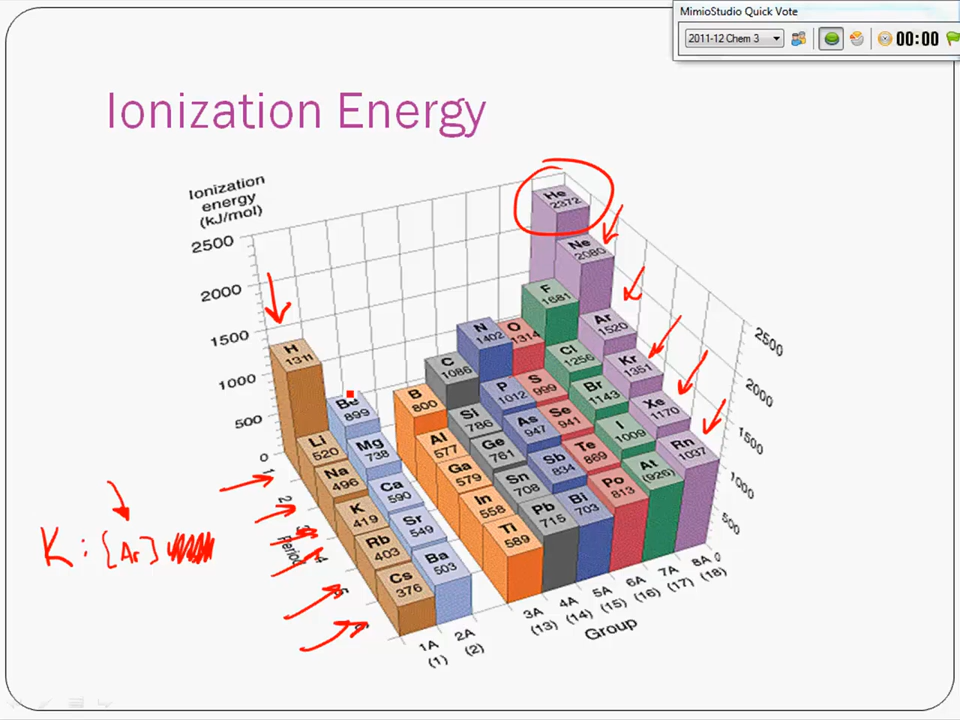 MimioStudio Quick Vote
2011-12 Chem 3
00:00
Ionization Energy
Ionization
energy
(kJ/mol)
2500
2000
1500
1000
500
0
2500
2000
1500
1000
500
0
H
1311
Li
520
Na
496
K
419
Rb
403
Cs
376
Be
899
Mg
738
Ca
590
Sr
549
Ba
503
B
800
Al
577
Ga
579
In
558
Tl
589
C
1086
Si
786
Ge
761
Sn
708
Pb
715
N
1402
P
1012
As
947
Sb
834
Bi
703
O
1314
S
999
Se
941
Te
869
Po
813
F
1681
Cl
1256
Br
1143
I
1009
At
(926)
He
2372
Ne
2080
Ar
1520
Kr
1351
Xe
1170
Rn
1037
1
2
3
4
5
6
Period
1A
(1)
2A
(2)
3A
(13)
4A
(14)
5A
(15)
6A
(16)
7A
(17)
8A
(18)
Group
K : [Ar]